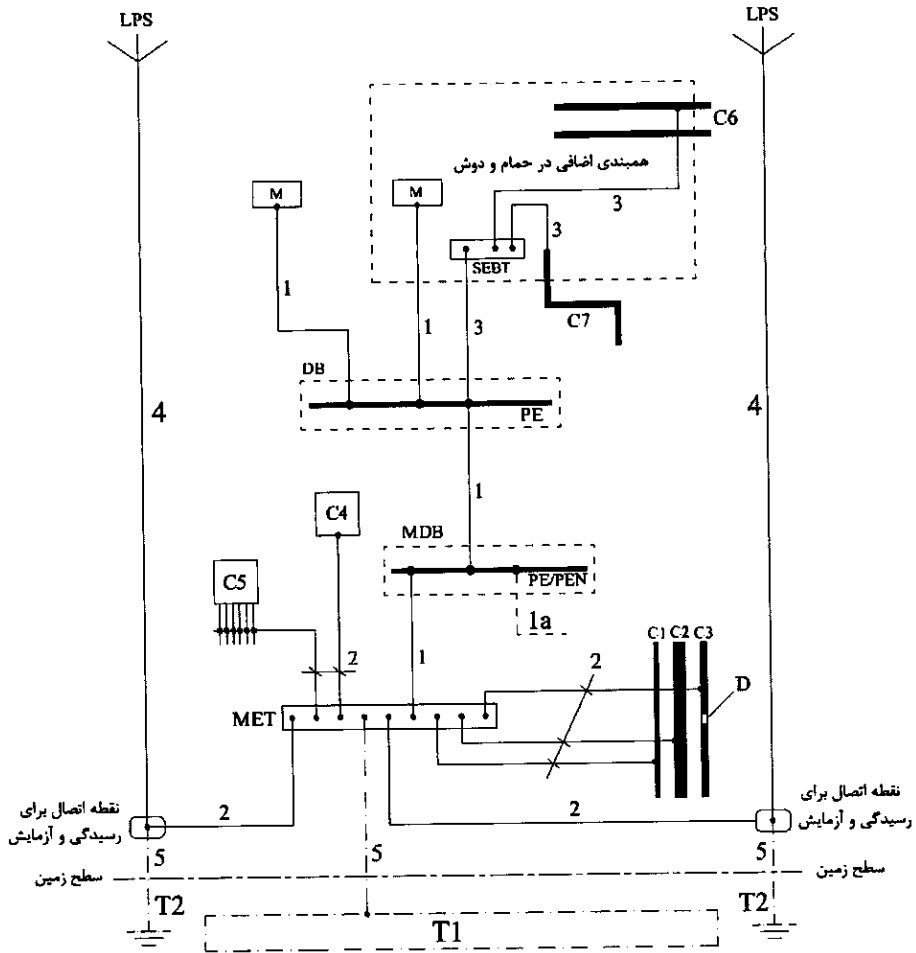 LPS
LPS
C6
همبندی اضافی در حمام و دوش
M
M
3
3
SEBT
1
C7
1
3
DB
4
4
PE
1
C4
MDB
C5
PE/PEN
1a
C1 C2 C3
2
1
2
D
MET
نقطه اتصال برای
رسیدگی و آزمایش
2
2
نقطه اتصال برای
رسیدگی و آزمایش
5
5
5
سطح زمین
سطح زمین
T2
T1
T2